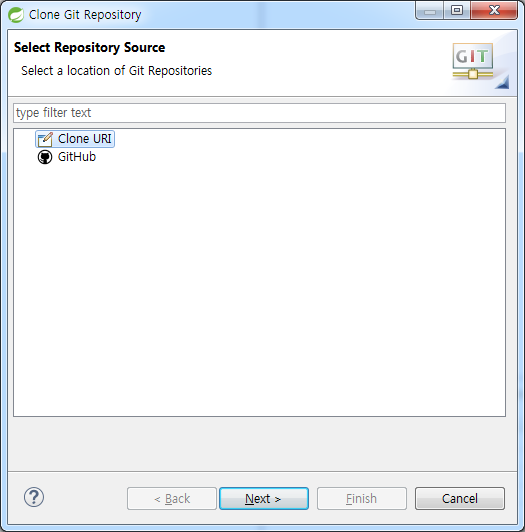 Clone Git Repository
Select Repository Source
Select a location of Git Repositories
GIT
type filter text
Clone URI
GitHub
?
< Back
Next >
Finish
Cancel